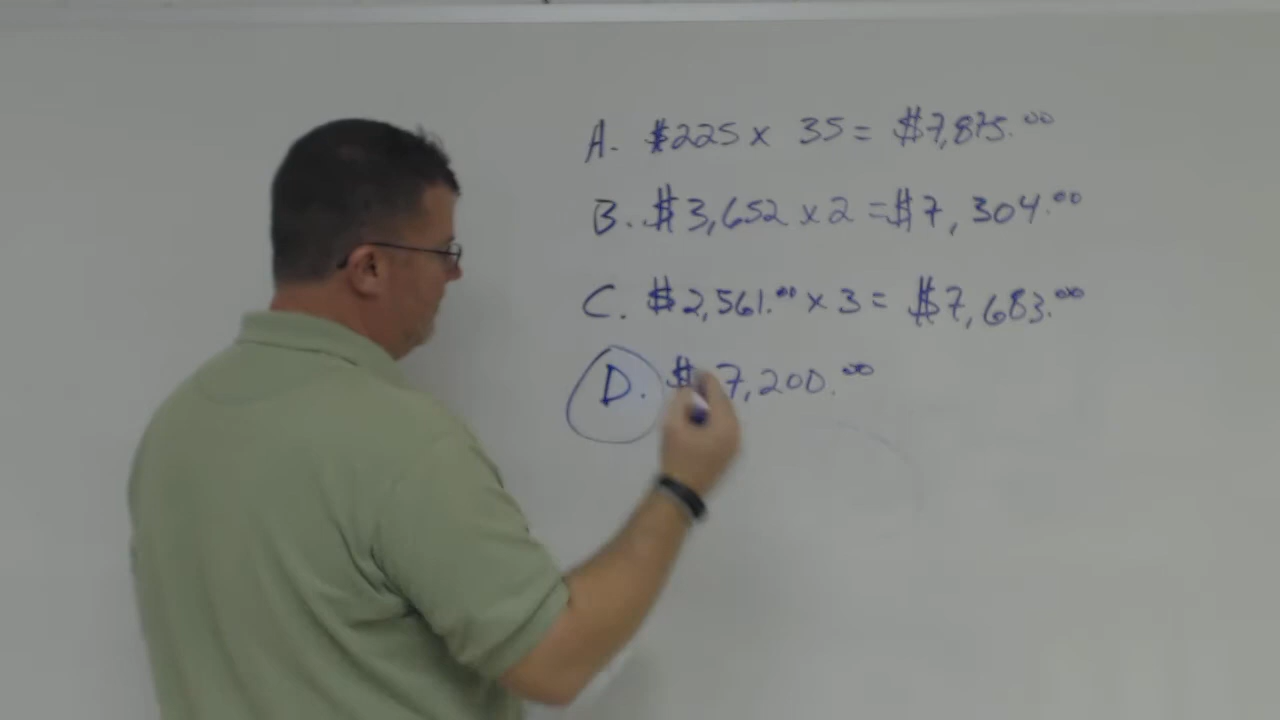 A. $225 x 35 = $7,875.00
B. $3,652 x 2 = $7,304.00
C. $2,561.00 x 3 = $7,683.00
D. $7,200.00